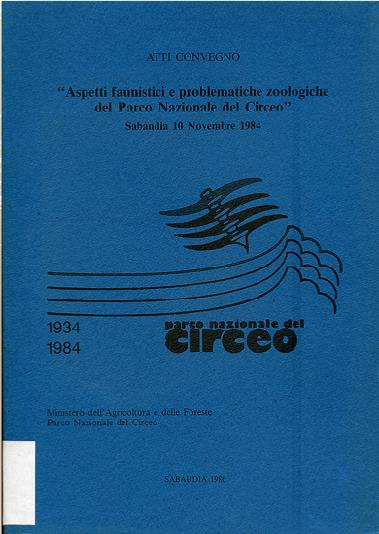 ATTI CONVEGNO
"Aspetti faunistici e problematiche zoologiche
del Parco Nazionale del Circeo"
Sabaudia 10 Novembre 1984
1934
1984
parco nazionale del
circeo
Ministero dell'Agricoltura e delle Foreste
Parco Nazionale del Circeo
SABAUDIA